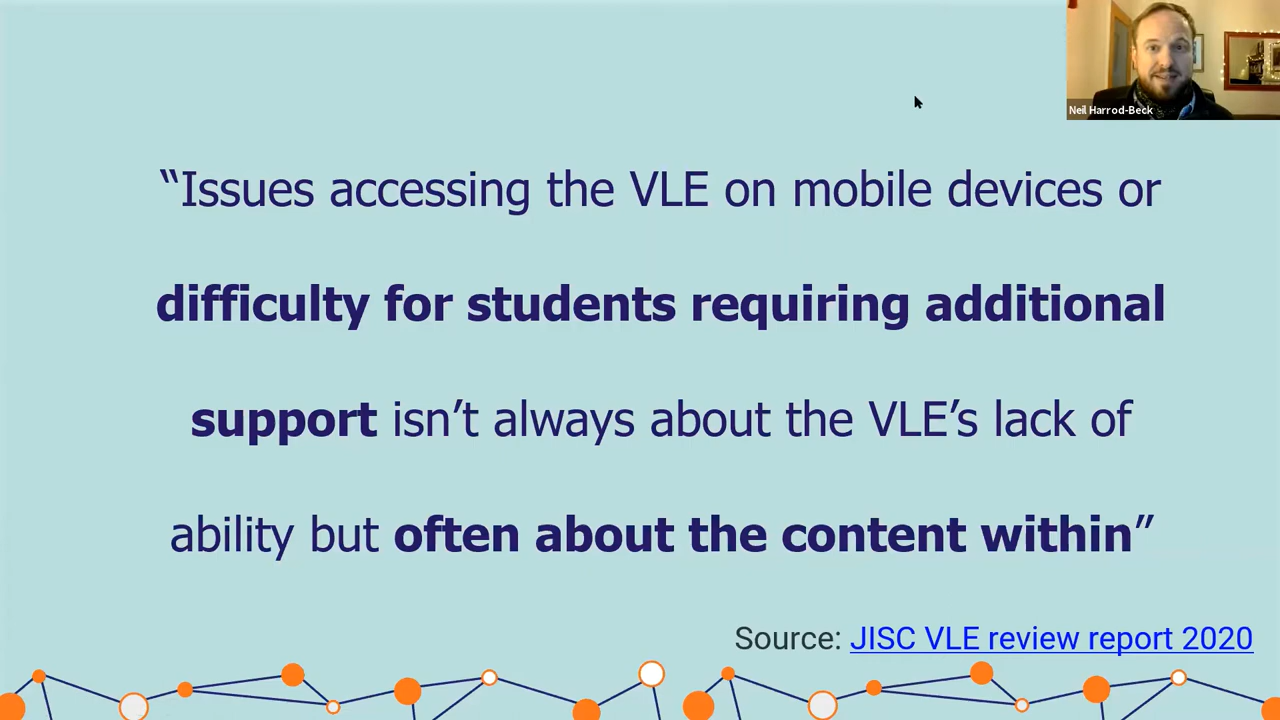 Neil Harrod-Beck
“Issues accessing the VLE on mobile devices or
difficulty for students requiring additional
support isn’t always about the VLE’s lack of
ability but often about the content within”
Source: JISC VLE review report 2020